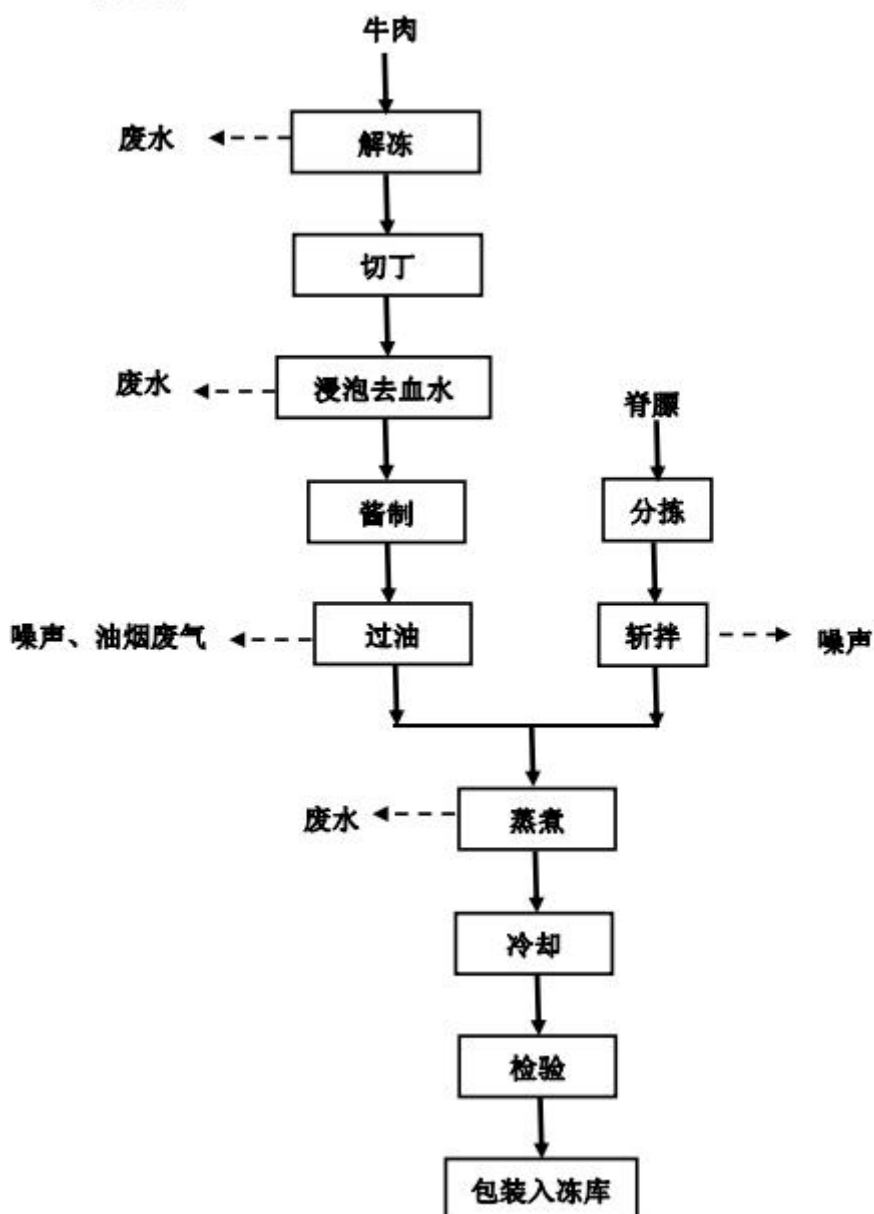 牛肉
废水
解冻
切丁
废水
浸泡去血水
脊膘
酱制
分拣
噪声、油烟废气
过油
斩拌
噪声
废水
蒸煮
冷却
检验
包装入冻库